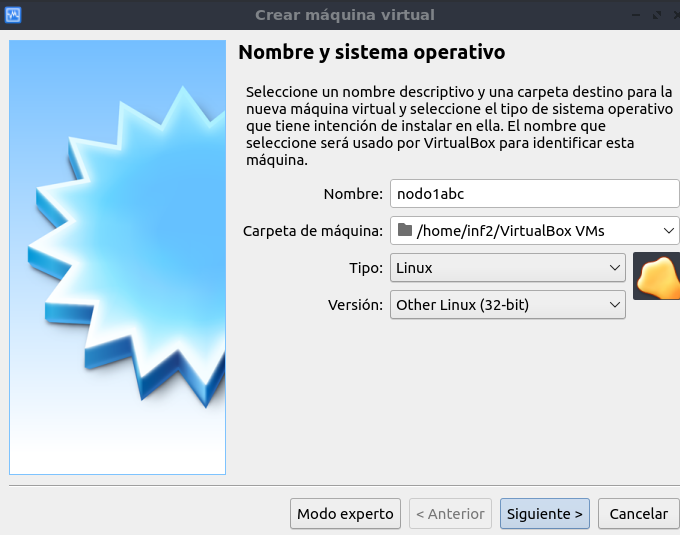 Crear máquina virtual
Nombre y sistema operativo
Seleccione un nombre descriptivo y una carpeta destino para la
nueva máquina virtual y seleccione el tipo de sistema operativo
que tiene intención de instalar en ella. El nombre que
seleccione será usado por VirtualBox para identificar esta
máquina.
Nombre: nodo1abc
Carpeta de máquina: /home/inf2/VirtualBox VMs
Tipo: Linux
Versión: Other Linux (32-bit)
Modo experto < Anterior Siguiente > Cancelar